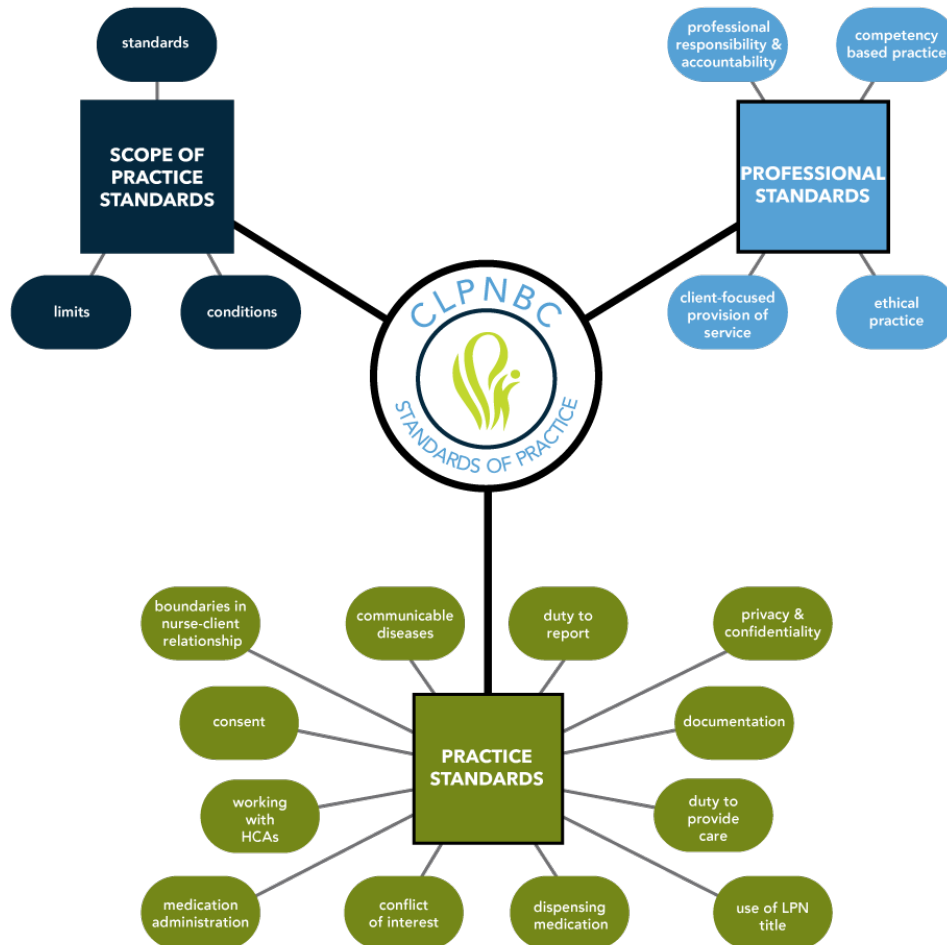 standards
SCOPE OF
PRACTICE
STANDARDS
limits
conditions
professional
responsibility &
accountability
competency
based practice
PROFESSIONAL
STANDARDS
client-focused
provision of
service
ethical
practice
CLPNBC
STANDARDS OF PRACTICE
boundaries in
nurse-client
relationship
communicable
diseases
duty to
report
privacy &
confidentiality
consent
documentation
PRACTICE
STANDARDS
working
with
HCAs
duty to
provide
care
medication
administration
conflict
of interest
dispensing
medication
use of LPN
title